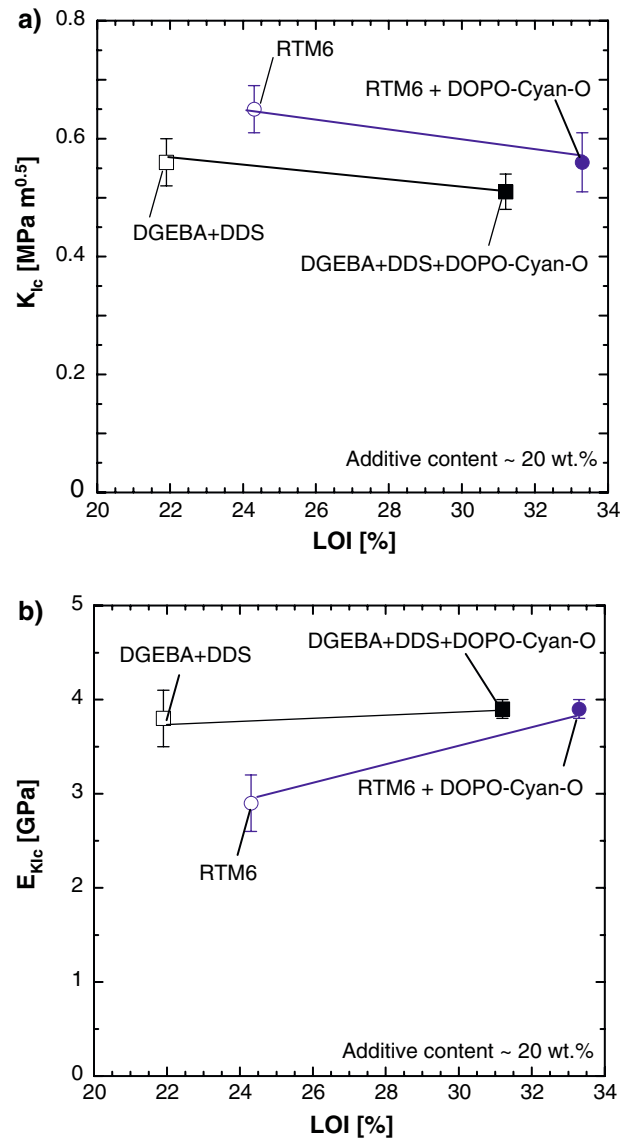 a)
0.8
0.6
0.4
0.2
0
K_Ic [MPa m^0.5]
RTM6
RTM6 + DOPO-Cyan-O
DGEBA+DDS
DGEBA+DDS+DOPO-Cyan-O
Additive content ~ 20 wt.%
20 22 24 26 28 30 32 34
LOI [%]
b)
5
4
3
2
1
0
E_KIc [GPa]
DGEBA+DDS+DOPO-Cyan-O
DGEBA+DDS
RTM6 + DOPO-Cyan-O
RTM6
Additive content ~ 20 wt.%
20 22 24 26 28 30 32 34
LOI [%]